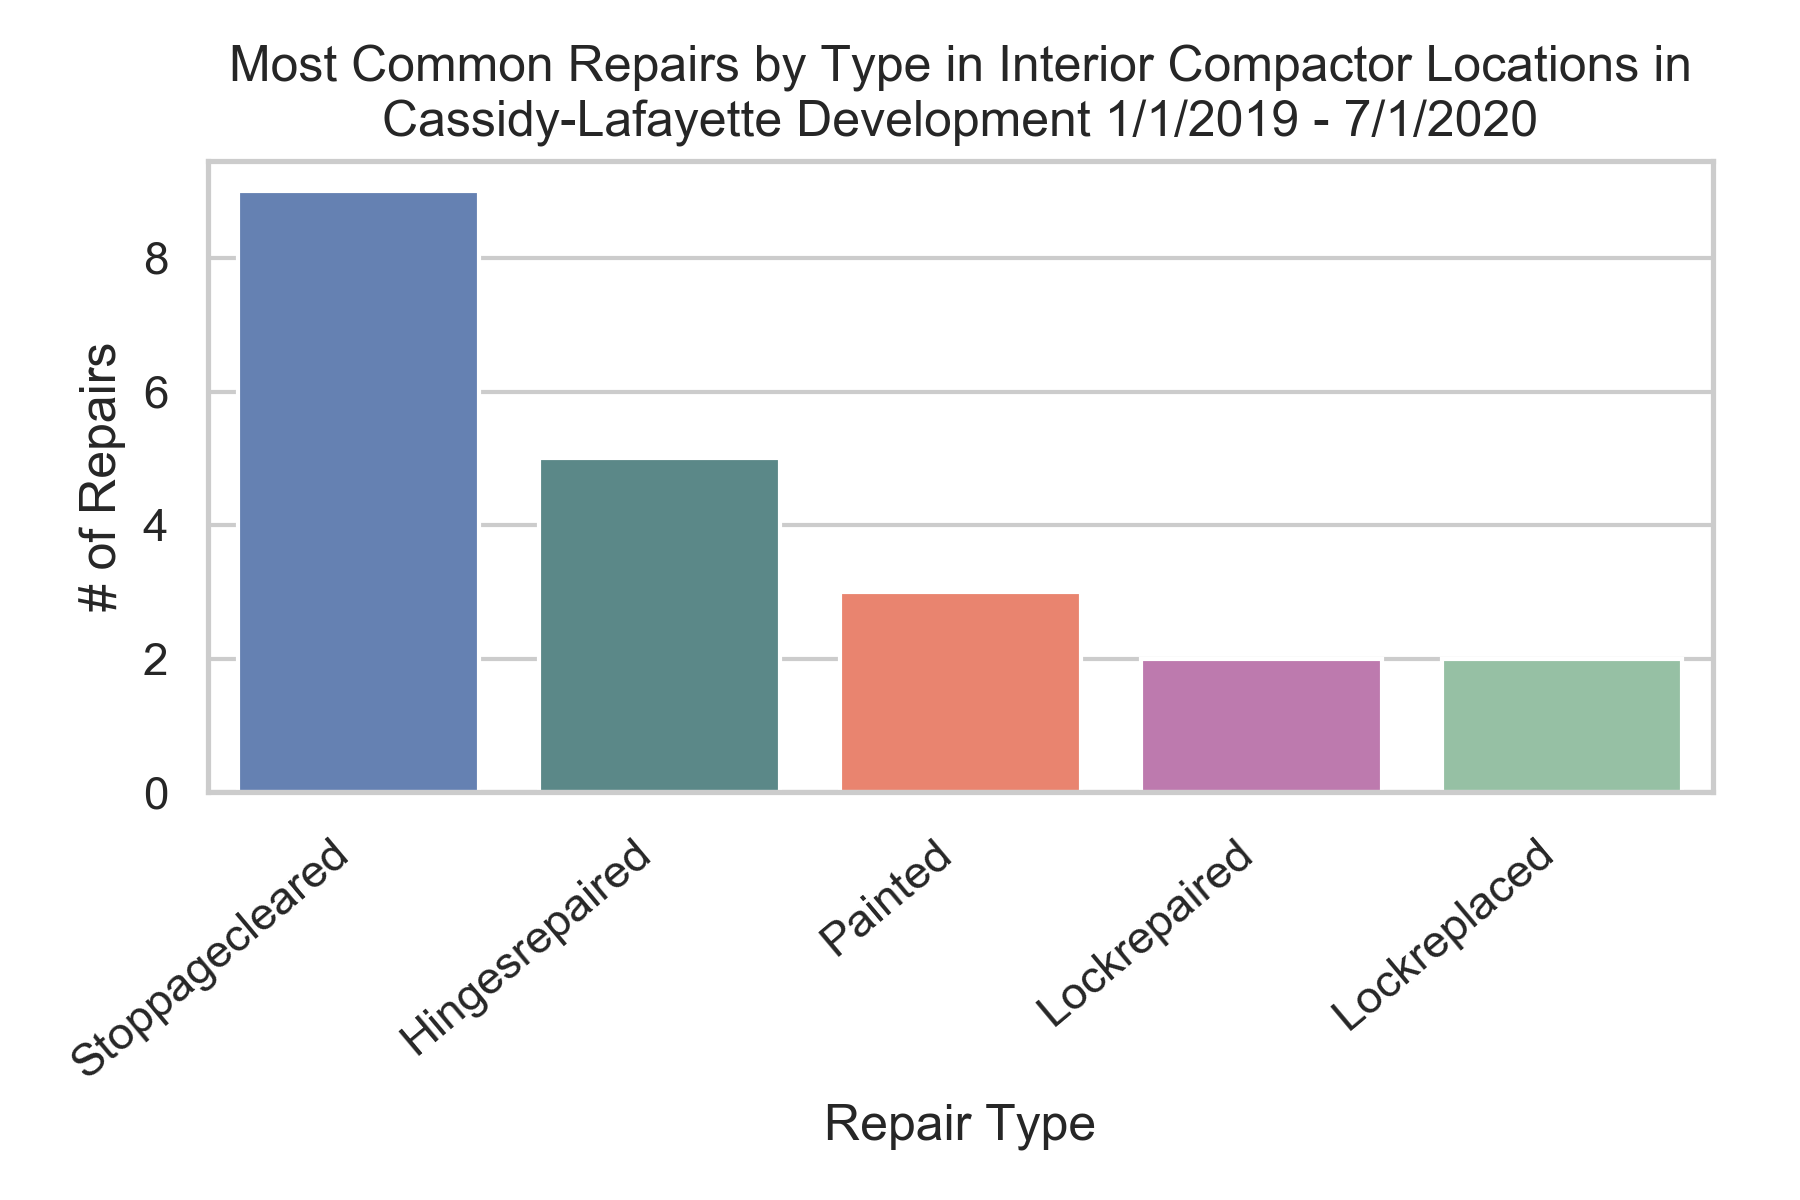 Most Common Repairs by Type in Interior Compactor Locations in
Cassidy-Lafayette Development 1/1/2019 - 7/1/2020
# of Repairs
8
6
4
2
0
Stoppagecleared
Hingesrepaired
Painted
Lockrepaired
Lockreplaced
Repair Type